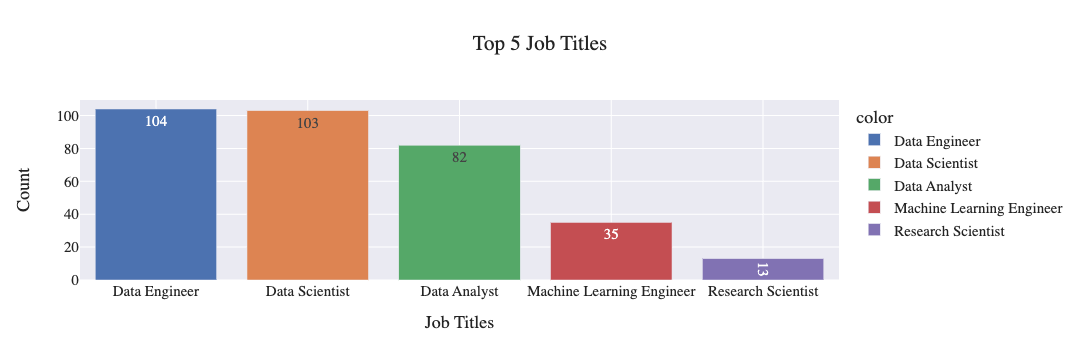 Top 5 Job Titles
Count
100
80
60
40
20
0
104
103
82
35
13
Data Engineer
Data Scientist
Data Analyst
Machine Learning Engineer
Research Scientist
Job Titles
color
Data Engineer
Data Scientist
Data Analyst
Machine Learning Engineer
Research Scientist